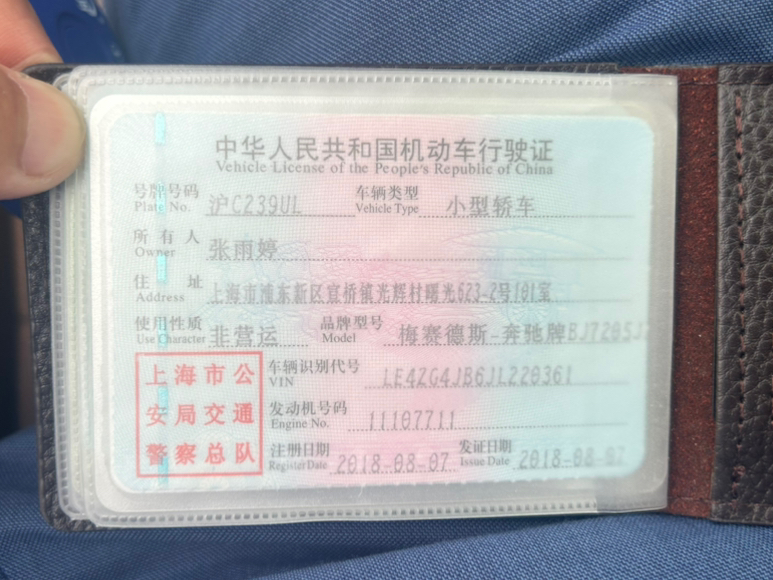 中华人民共和国机动车行驶证
Vehicle License of the People's Republic of China
号牌号码 Plate No. 沪C239UL 车辆类型 Vehicle Type 小型轿车
所有人 Owner 张雨婷
住址 Address 上海市浦东新区宣桥镇光辉村曙光623-2号101室
使用性质 Use Character 非营运 品牌型号 Model 梅赛德斯-奔驰牌BJ7205J
上海市公
安局交通
警察总队
车辆识别代号 VIN LE4ZG4JB6JL220361
发动机号码 Engine No. 11107711
注册日期 Register Date 2018-08-07 发证日期 Issue Date 2018-08-07